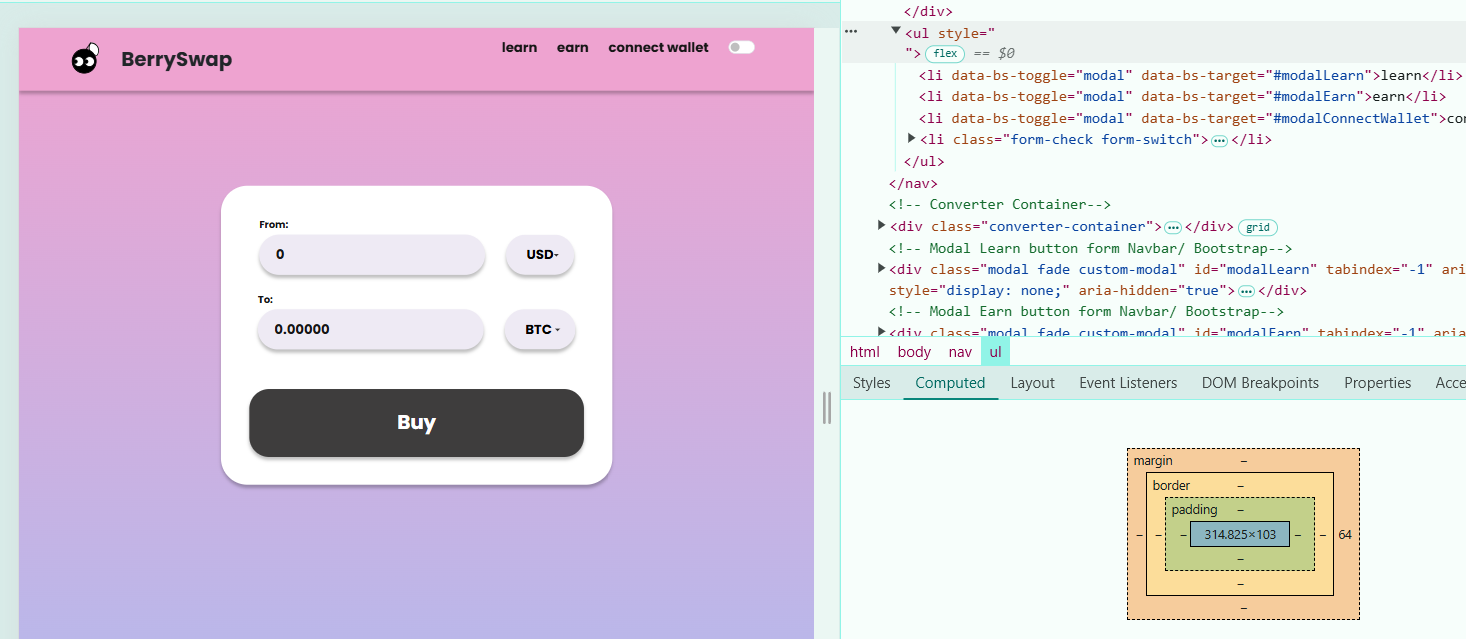 BerrySwap
learn earn connect wallet
From:
0 USD
To:
0.00000 BTC
Buy
</div>
<ul style="
"> flex == $0
<li data-bs-toggle="modal" data-bs-target="#modalLearn">learn</li>
<li data-bs-toggle="modal" data-bs-target="#modalEarn">earn</li>
<li data-bs-toggle="modal" data-bs-target="#modalConnectWallet">co
<li class="form-check form-switch"> ••• </li>
</ul>
</nav>
<!-- Converter Container-->
<div class="converter-container"> ••• </div> grid
<!-- Modal Learn button form Navbar/ Bootstrap-->
<div class="modal fade custom-modal" id="modalLearn" tabindex="-1" ari
style="display: none;" aria-hidden="true"> ••• </div>
<!-- Modal Earn button form Navbar/ Bootstrap-->
<div class="modal fade custom-modal" id="modalEarn" tabindex="-1" aria
html body nav ul
Styles Computed Layout Event Listeners DOM Breakpoints Properties Acce
margin –
border –
padding –
– – – 314.825×103 – – 64
–
–
–